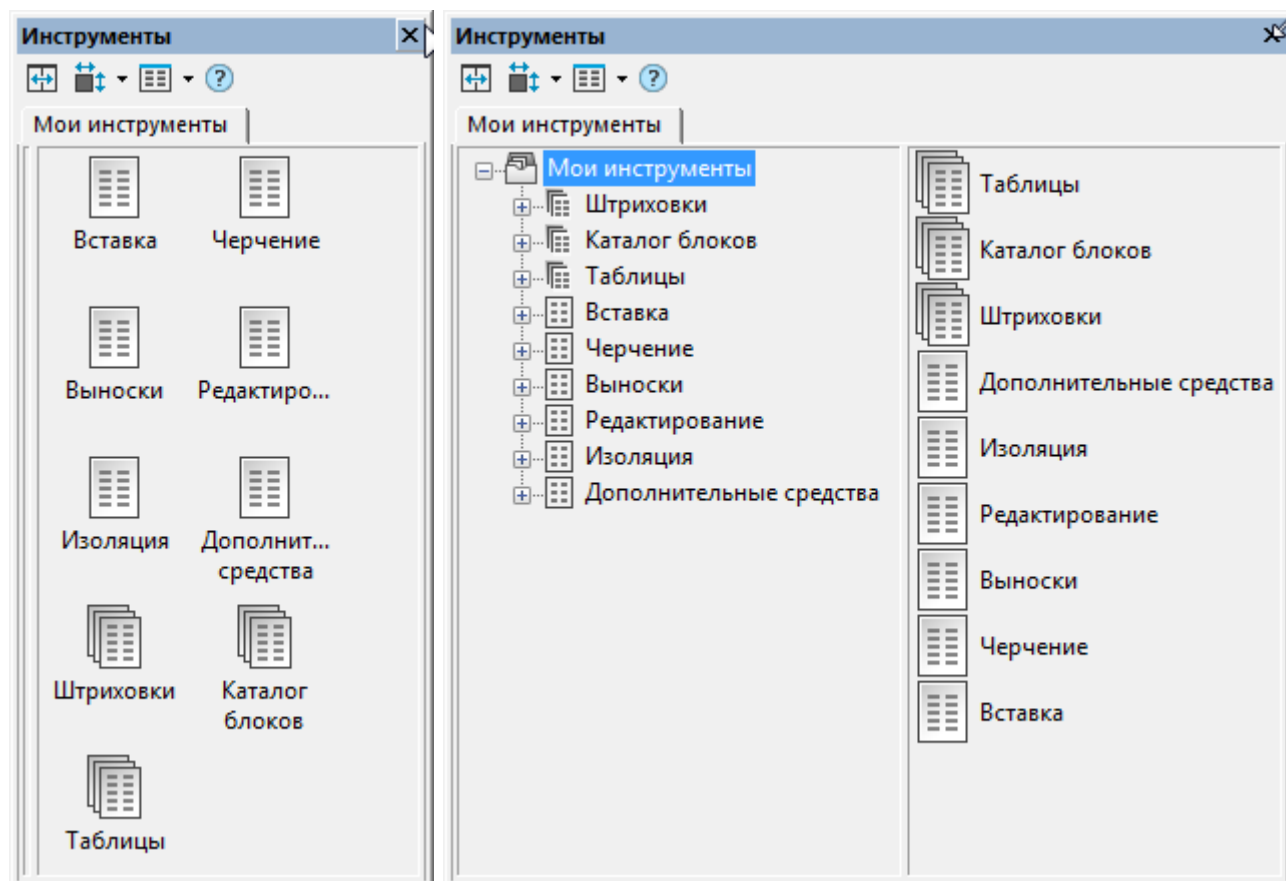 Инструменты
Мои инструменты
Вставка
Черчение
Выноски
Редактиро...
Изоляция
Дополнит...
средства
Штриховки
Каталог
блоков
Таблицы
Инструменты
Мои инструменты
Мои инструменты
Штриховки
Каталог блоков
Таблицы
Вставка
Черчение
Выноски
Редактирование
Изоляция
Дополнительные средства
Таблицы
Каталог блоков
Штриховки
Дополнительные средства
Изоляция
Редактирование
Выноски
Черчение
Вставка